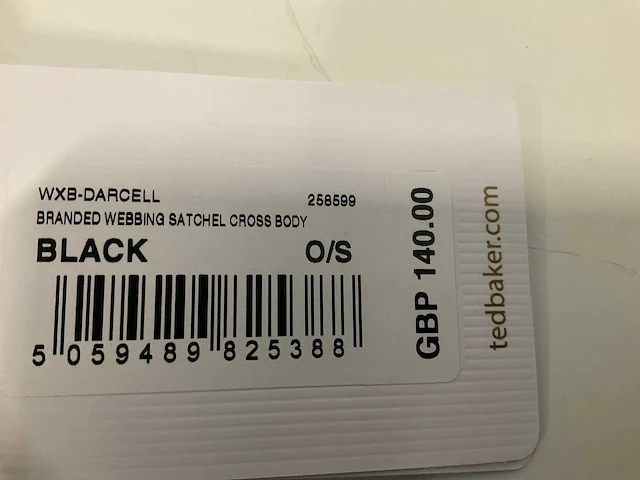 WXB-DARCELL 258599
BRANDED WEBBING SATCHEL CROSS BODY
BLACK O/S
5 059489 825388
GBP 140.00
tedbaker.com